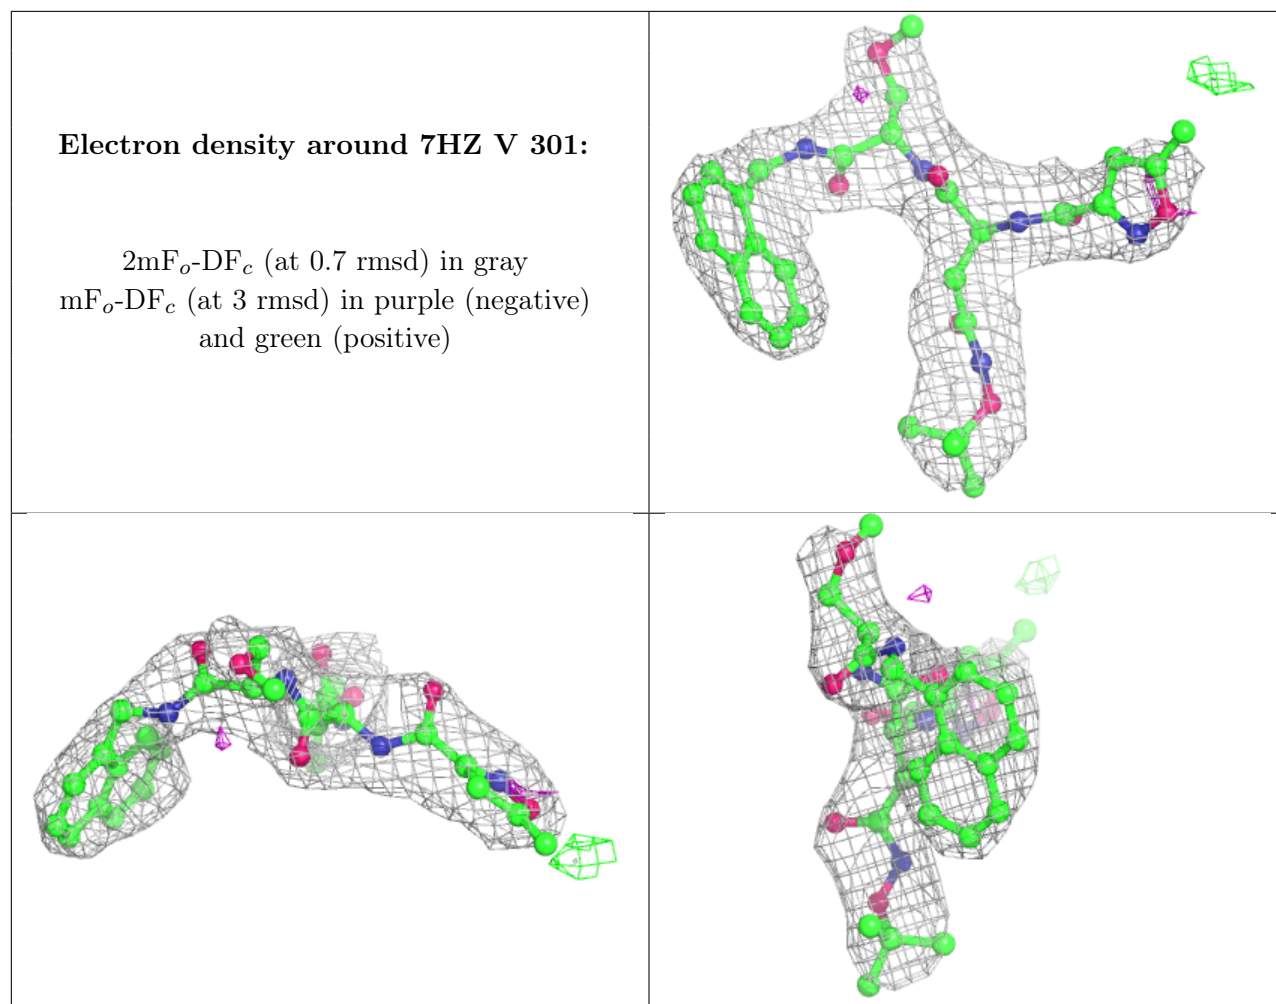 Electron density around 7HZ V 301:
2mFo-DFc (at 0.7 rmsd) in gray
mFo-DFc (at 3 rmsd) in purple (negative)
and green (positive)